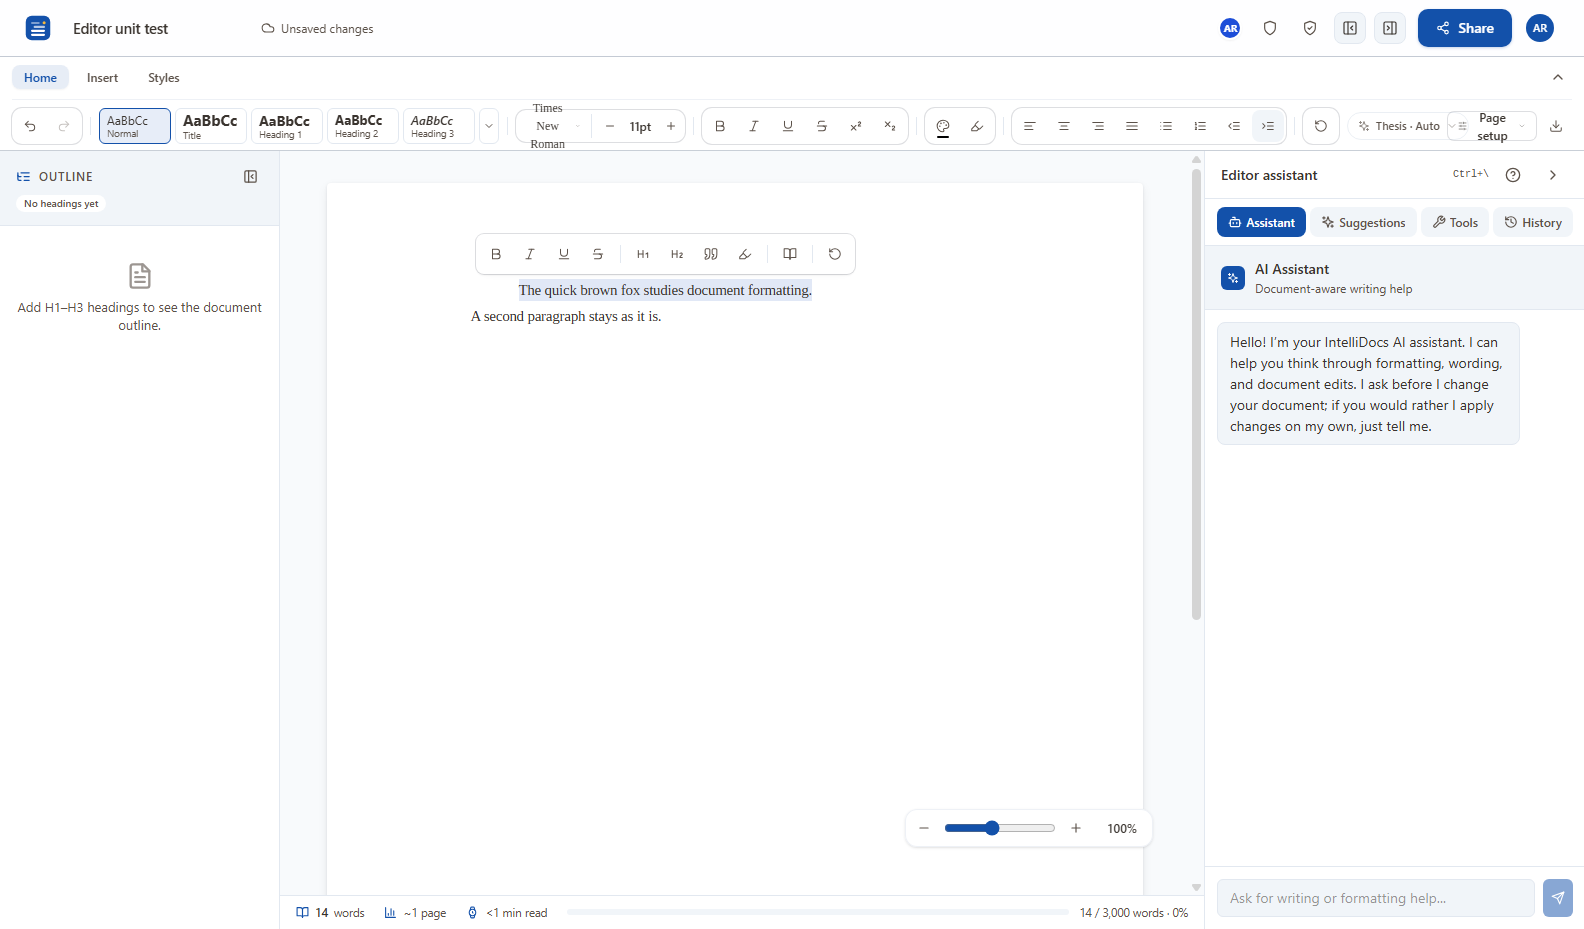 Editor unit test
Unsaved changes
AR
Share
AR
Home
Insert
Styles
AaBbCc
Normal
AaBbCc
Title
AaBbCc
Heading 1
AaBbCc
Heading 2
AaBbCc
Heading 3
Times
New
Roman
11pt
B I U S x² x₂
Thesis · Auto
Page
setup
OUTLINE
No headings yet
Add H1–H3 headings to see the document
outline.
B I U S H1 H2
The quick brown fox studies document formatting.
A second paragraph stays as it is.
100%
14 words
~1 page
<1 min read
14 / 3,000 words · 0%
Editor assistant
Ctrl+\
Assistant
Suggestions
Tools
History
AI Assistant
Document-aware writing help
Hello! I'm your IntelliDocs AI assistant. I can
help you think through formatting, wording,
and document edits. I ask before I change
your document; if you would rather I apply
changes on my own, just tell me.
Ask for writing or formatting help...